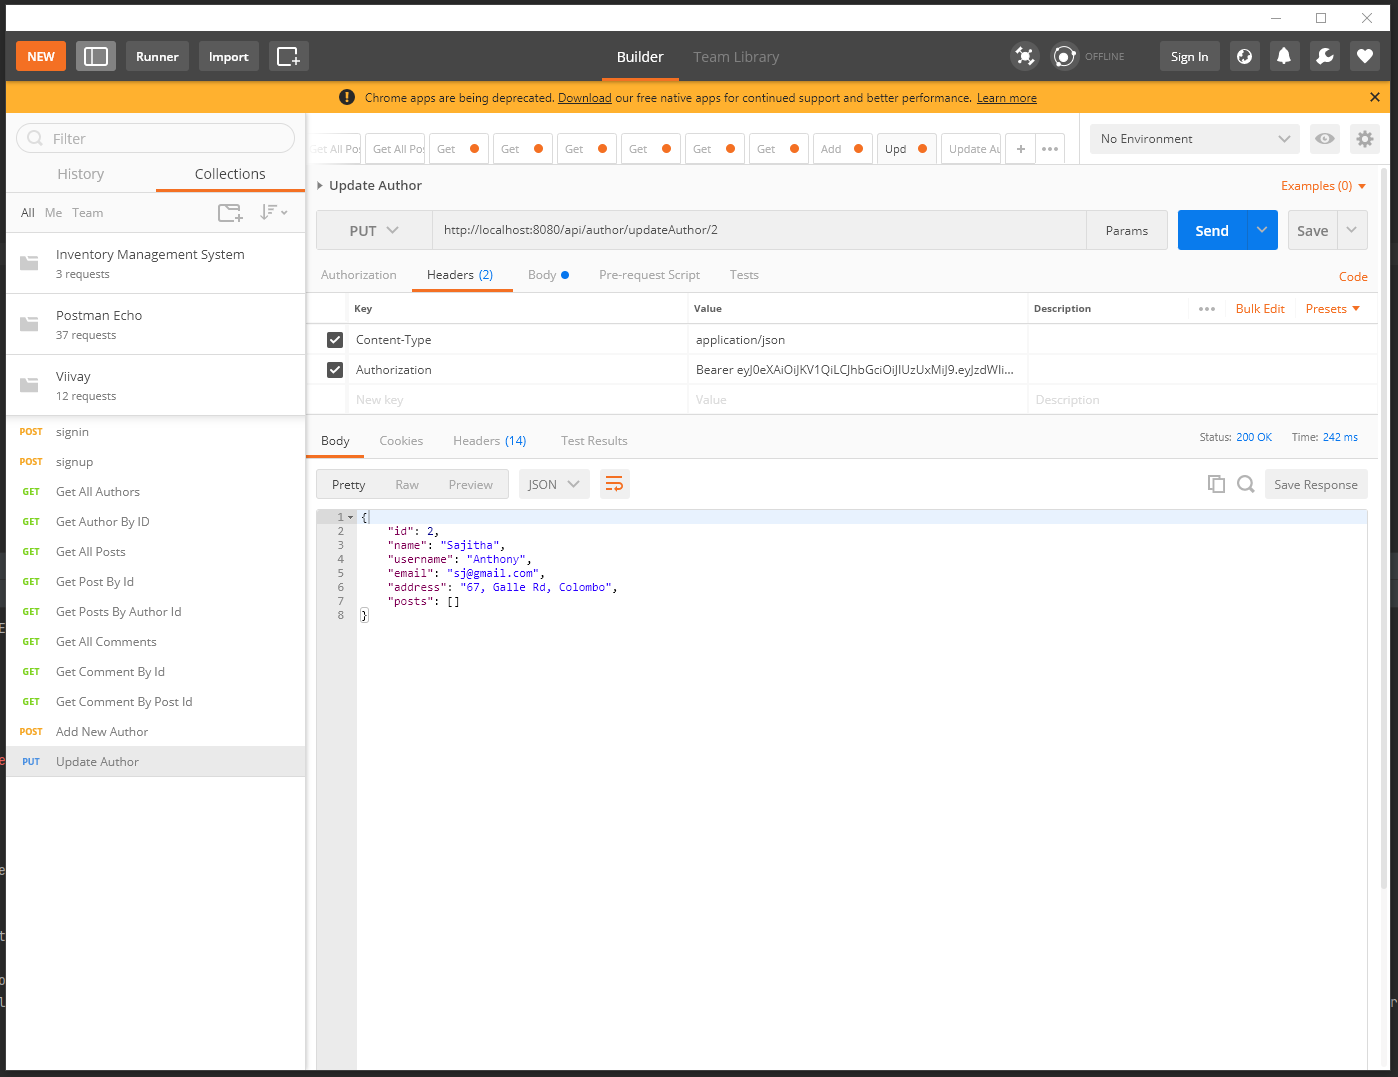 NEW Runner Import Builder Team Library OFFLINE Sign In
Chrome apps are being deprecated. Download our free native apps for continued support and better performance. Learn more
Filter
History Collections
All Me Team
Inventory Management System
3 requests
Postman Echo
37 requests
Viivay
12 requests
POST signin
POST signup
GET Get All Authors
GET Get Author By ID
GET Get All Posts
GET Get Post By Id
GET Get Posts By Author Id
GET Get All Comments
GET Get Comment By Id
GET Get Comment By Post Id
POST Add New Author
PUT Update Author
Get All Pos Get All Pos Get Get Get Get Get Get Add Upd Update Au + No Environment
Update Author Examples (0)
PUT http://localhost:8080/api/author/updateAuthor/2 Params Send Save
Authorization Headers (2) Body Pre-request Script Tests Code
Key Value Description Bulk Edit Presets
Content-Type application/json
Authorization Bearer eyJ0eXAiOiJKV1QiLCJhbGciOiJIUzUxMiJ9.eyJzdWIi...
New key Value Description
Body Cookies Headers (14) Test Results Status: 200 OK Time: 242 ms
Pretty Raw Preview JSON Save Response
1 {
2 "id": 2,
3 "name": "Sajitha",
4 "username": "Anthony",
5 "email": "sj@gmail.com",
6 "address": "67, Galle Rd, Colombo",
7 "posts": []
8 }